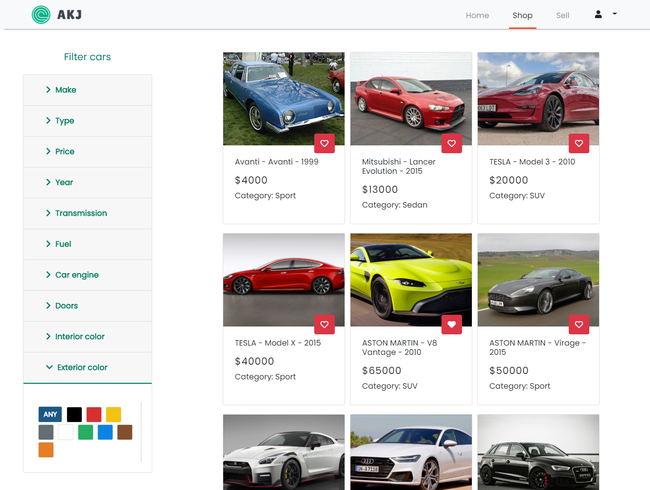 AKJ
Home
Shop
Sell
Filter cars
Make
Type
Price
Year
Transmission
Fuel
Car engine
Doors
Interior color
Exterior color
ANY
Avanti - Avanti - 1999
$4000
Category: Sport
Mitsibishi - Lancer
Evolution - 2015
$13000
Category: Sedan
TESLA - Model 3 - 2010
$20000
Category: SUV
TESLA - Model X - 2015
$40000
Category: Sport
ASTON MARTIN - V8
Vantage - 2010
$65000
Category: SUV
ASTON MARTIN - Virage -
2015
$50000
Category: Sport